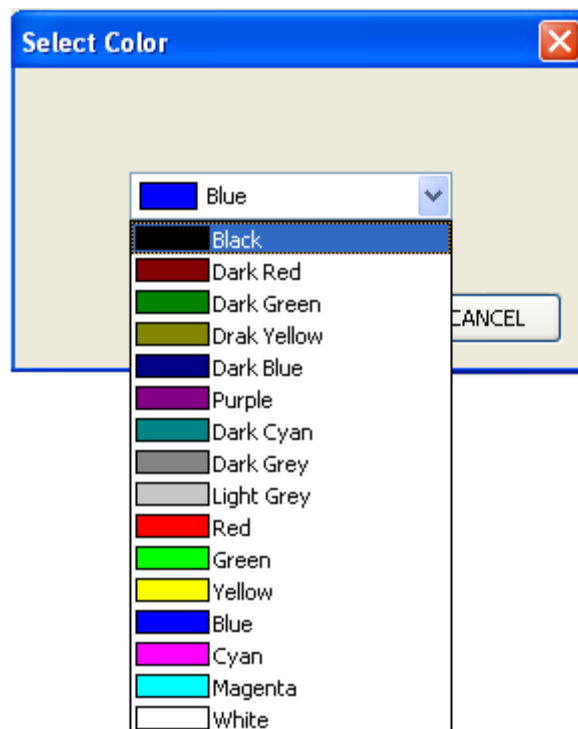 Select Color
Blue
Black
Dark Red
Dark Green
Drak Yellow
Dark Blue
Purple
Dark Cyan
Dark Grey
Light Grey
Red
Green
Yellow
Blue
Cyan
Magenta
White
CANCEL